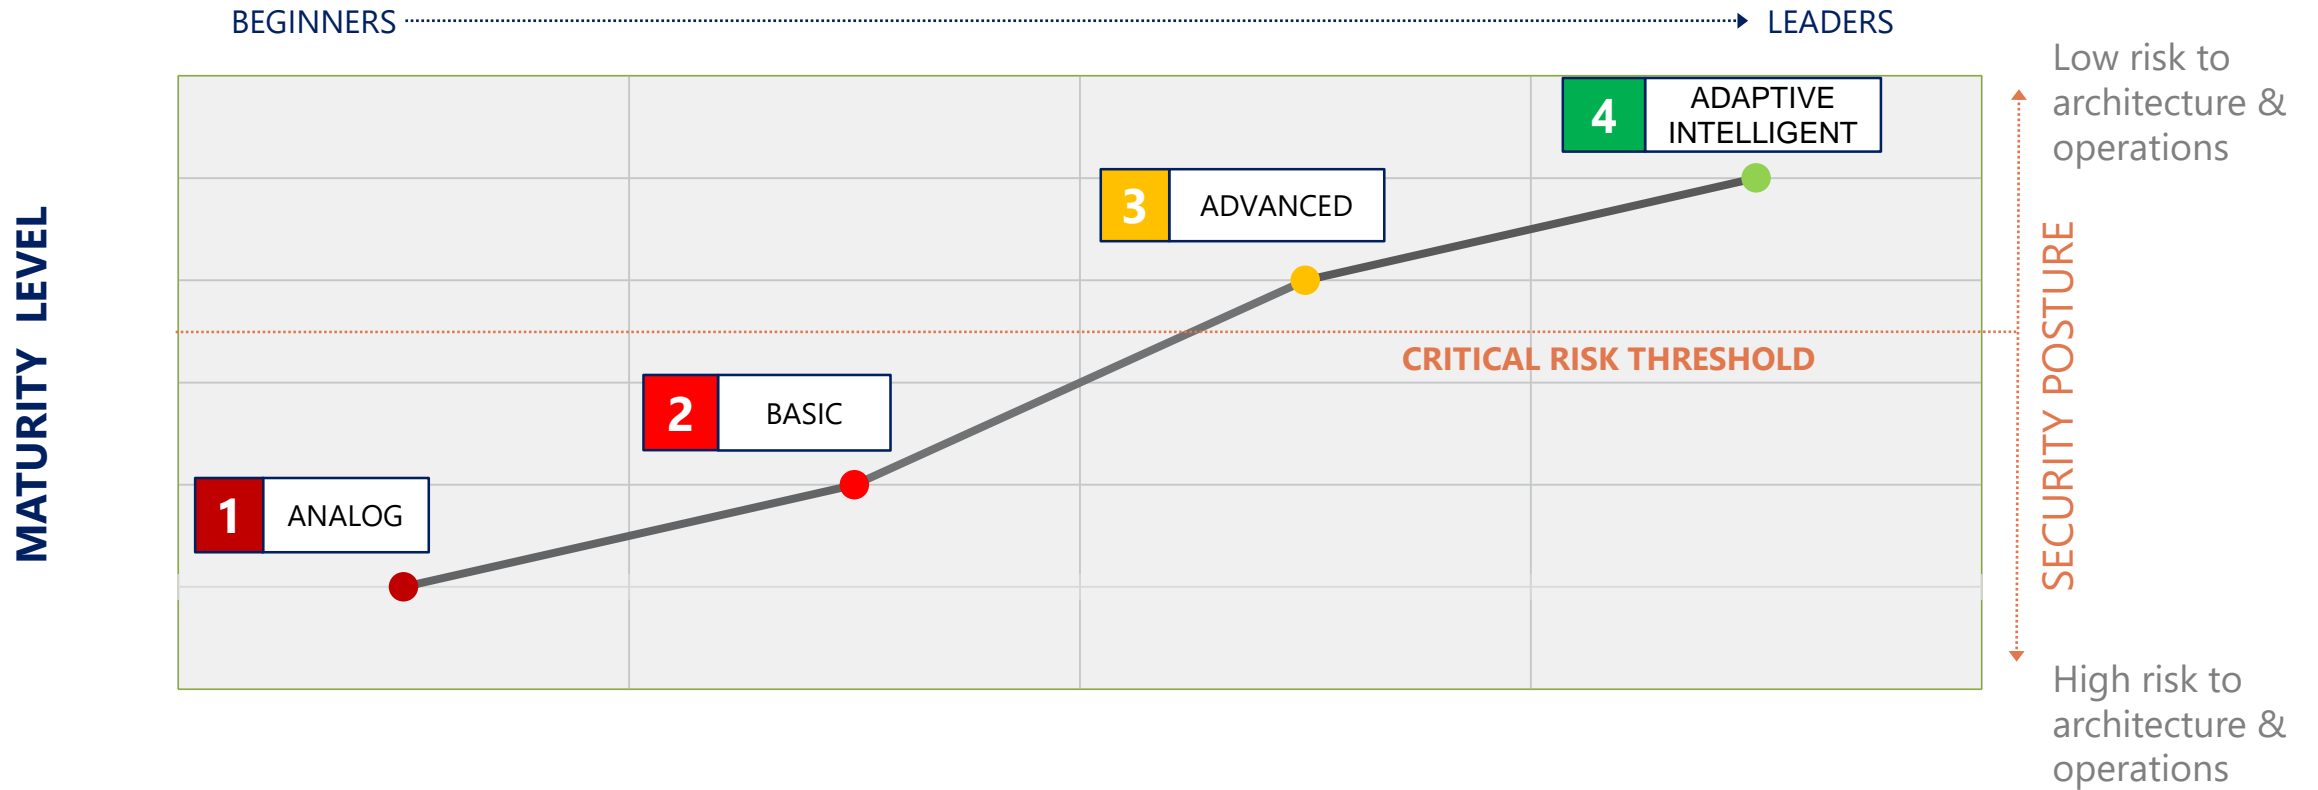 BEGINNERS
LEADERS
Low risk to
architecture &
operations
4
ADAPTIVE
INTELLIGENT
3
ADVANCED
MATURITY LEVEL
SECURITY POSTURE
CRITICAL RISK THRESHOLD
2
BASIC
1
ANALOG
High risk to
architecture &
operations